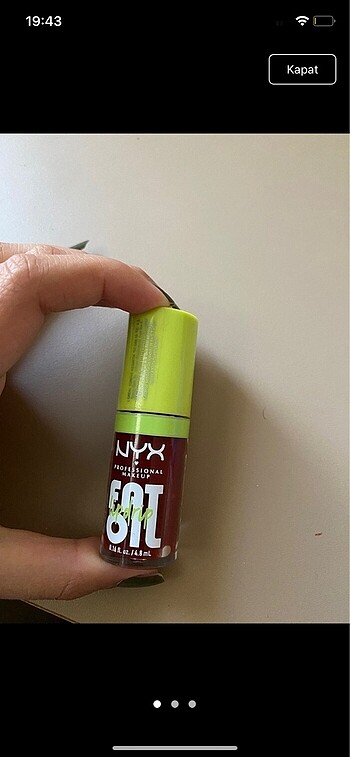 19:43
Kapat
NYX
PROFESSIONAL
MAKEUP
FAT
OIL
0.16 fl. oz. / 4.8 mL